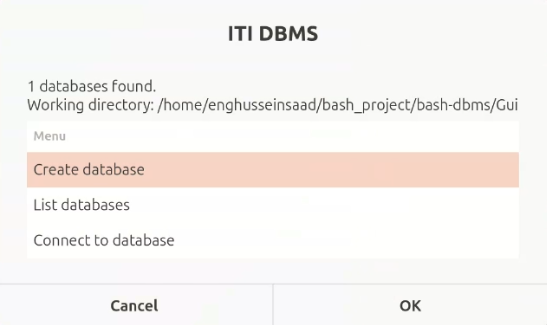 ITI DBMS
1 databases found.
Working directory: /home/enghusseinsaad/bash_project/bash-dbms/Gui
Menu
Create database
List databases
Connect to database
Cancel
OK